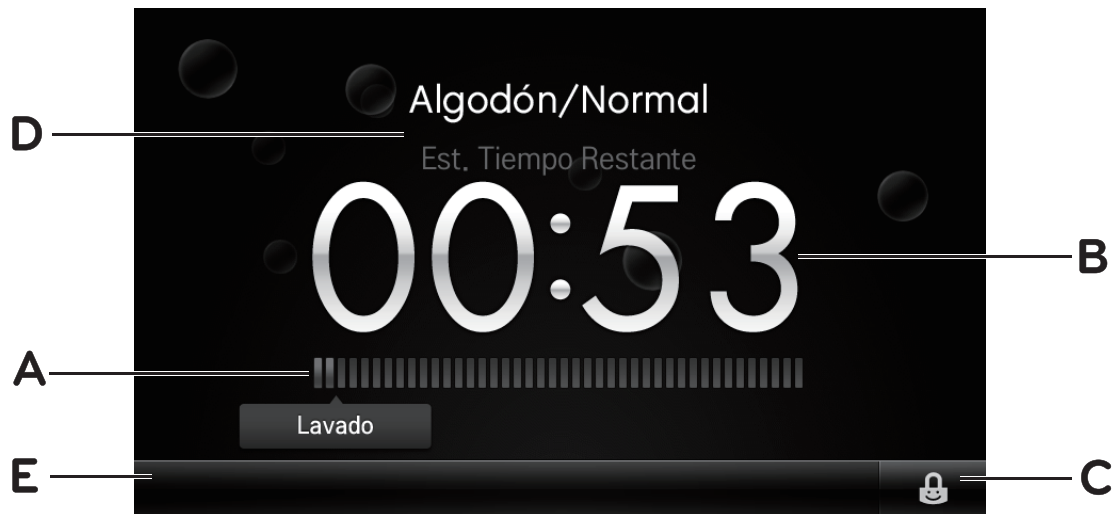 Algodón/Normal
D
Est. Tiempo Restante
00:53
B
A
Lavado
E
C